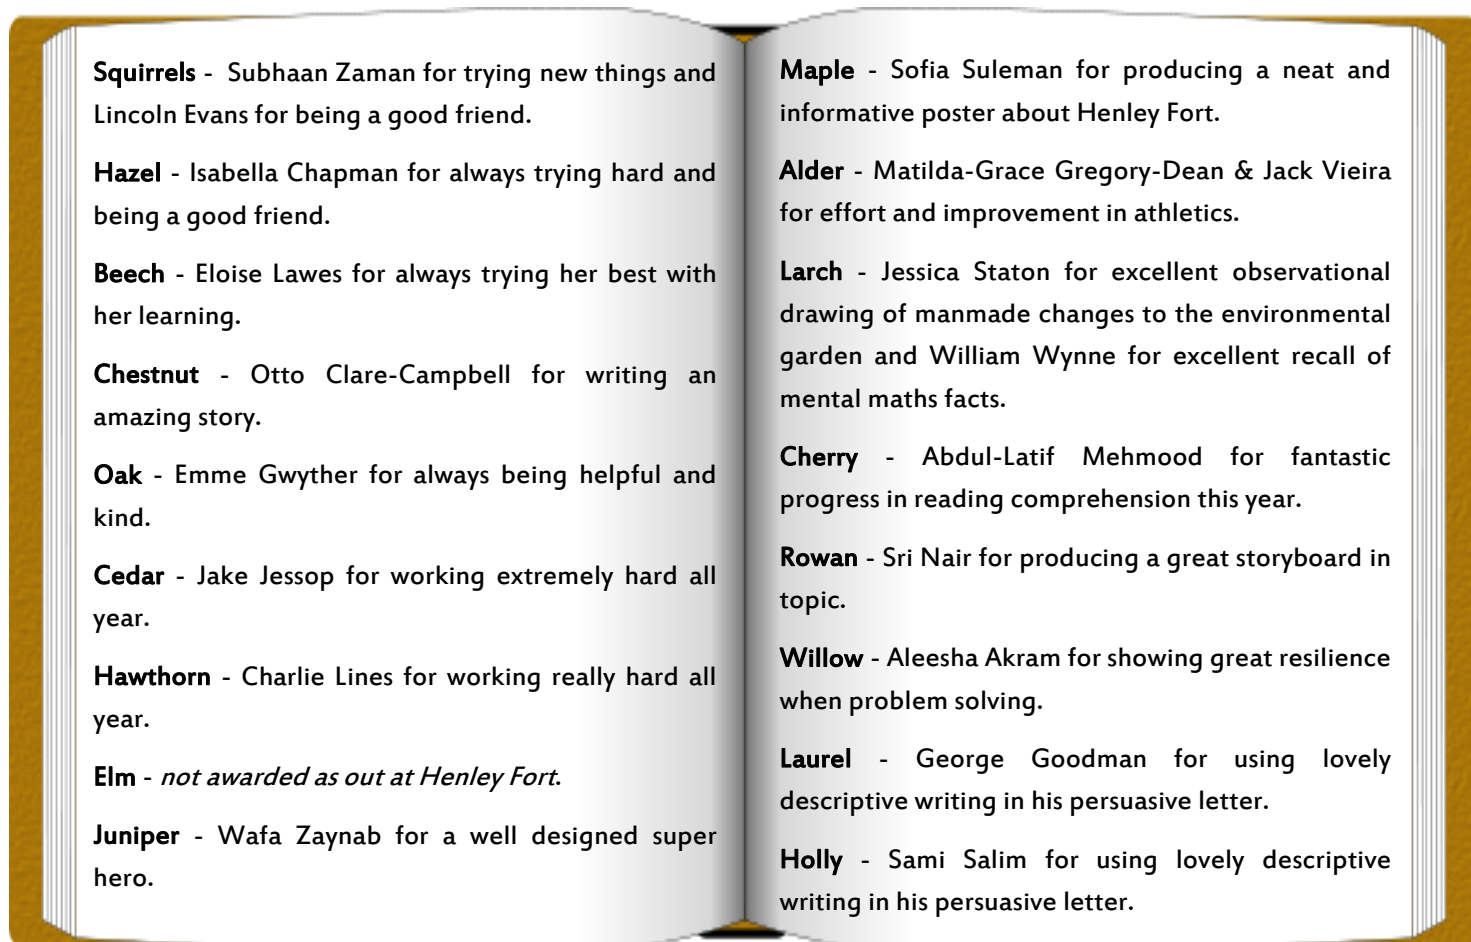 Squirrels - Subhaan Zaman for trying new things and
Lincoln Evans for being a good friend.
Hazel - Isabella Chapman for always trying hard and
being a good friend.
Beech - Eloise Lawes for always trying her best with
her learning.
Chestnut - Otto Clare-Campbell for writing an
amazing story.
Oak - Emme Gwyther for always being helpful and
kind.
Cedar - Jake Jessop for working extremely hard all
year.
Hawthorn - Charlie Lines for working really hard all
year.
Elm - not awarded as out at Henley Fort.
Juniper - Wafa Zaynab for a well designed super
hero.
Maple - Sofia Suleman for producing a neat and
informative poster about Henley Fort.
Alder - Matilda-Grace Gregory-Dean & Jack Vieira
for effort and improvement in athletics.
Larch - Jessica Staton for excellent observational
drawing of manmade changes to the environmental
garden and William Wynne for excellent recall of
mental maths facts.
Cherry - Abdul-Latif Mehmood for fantastic
progress in reading comprehension this year.
Rowan - Sri Nair for producing a great storyboard in
topic.
Willow - Aleesha Akram for showing great resilience
when problem solving.
Laurel - George Goodman for using lovely
descriptive writing in his persuasive letter.
Holly - Sami Salim for using lovely descriptive
writing in his persuasive letter.